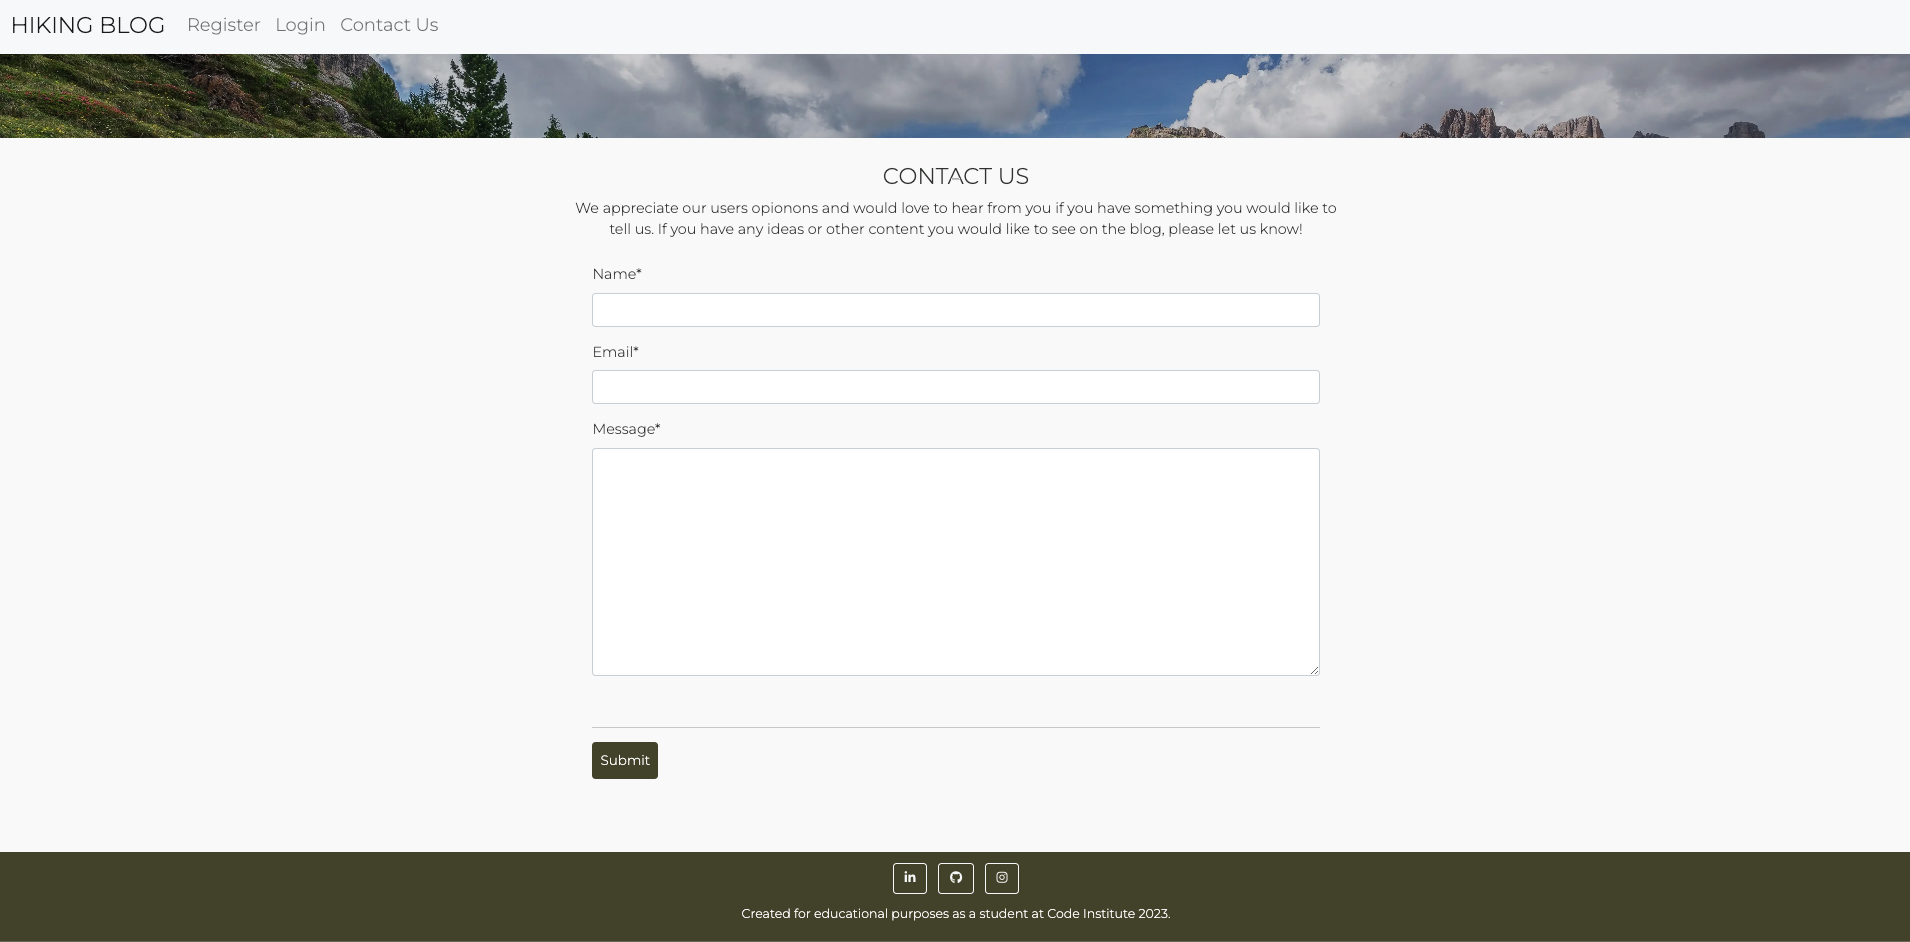 HIKING BLOG Register Login Contact Us
CONTACT US
We appreciate our users opionons and would love to hear from you if you have something you would like to
tell us. If you have any ideas or other content you would like to see on the blog, please let us know!
Name*
Email*
Message*
Submit
in
Created for educational purposes as a student at Code Institute 2023.